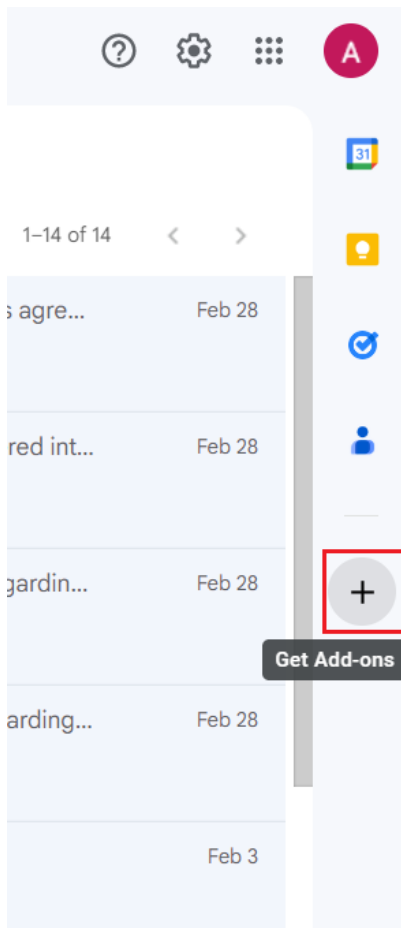 A
31
1–14 of 14
s agre... Feb 28
red int... Feb 28
gardin... Feb 28
Get Add-ons
arding... Feb 28
Feb 3